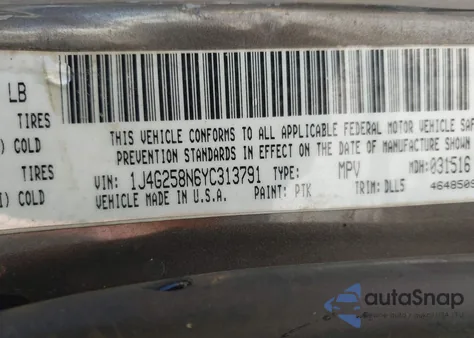 LB
TIRES
) COLD
TIRES
I) COLD
THIS VEHICLE CONFORMS TO ALL APPLICABLE FEDERAL MOTOR VEHICLE SAF
PREVENTION STANDARDS IN EFFECT ON THE DATE OF MANUFACTURE SHOWN
VIN: 1J4G258N6YC313791 TYPE: MPV MDH: 031516
VEHICLE MADE IN U.S.A. PAINT: PTK TRIM: DLL5 464850
autoSnap